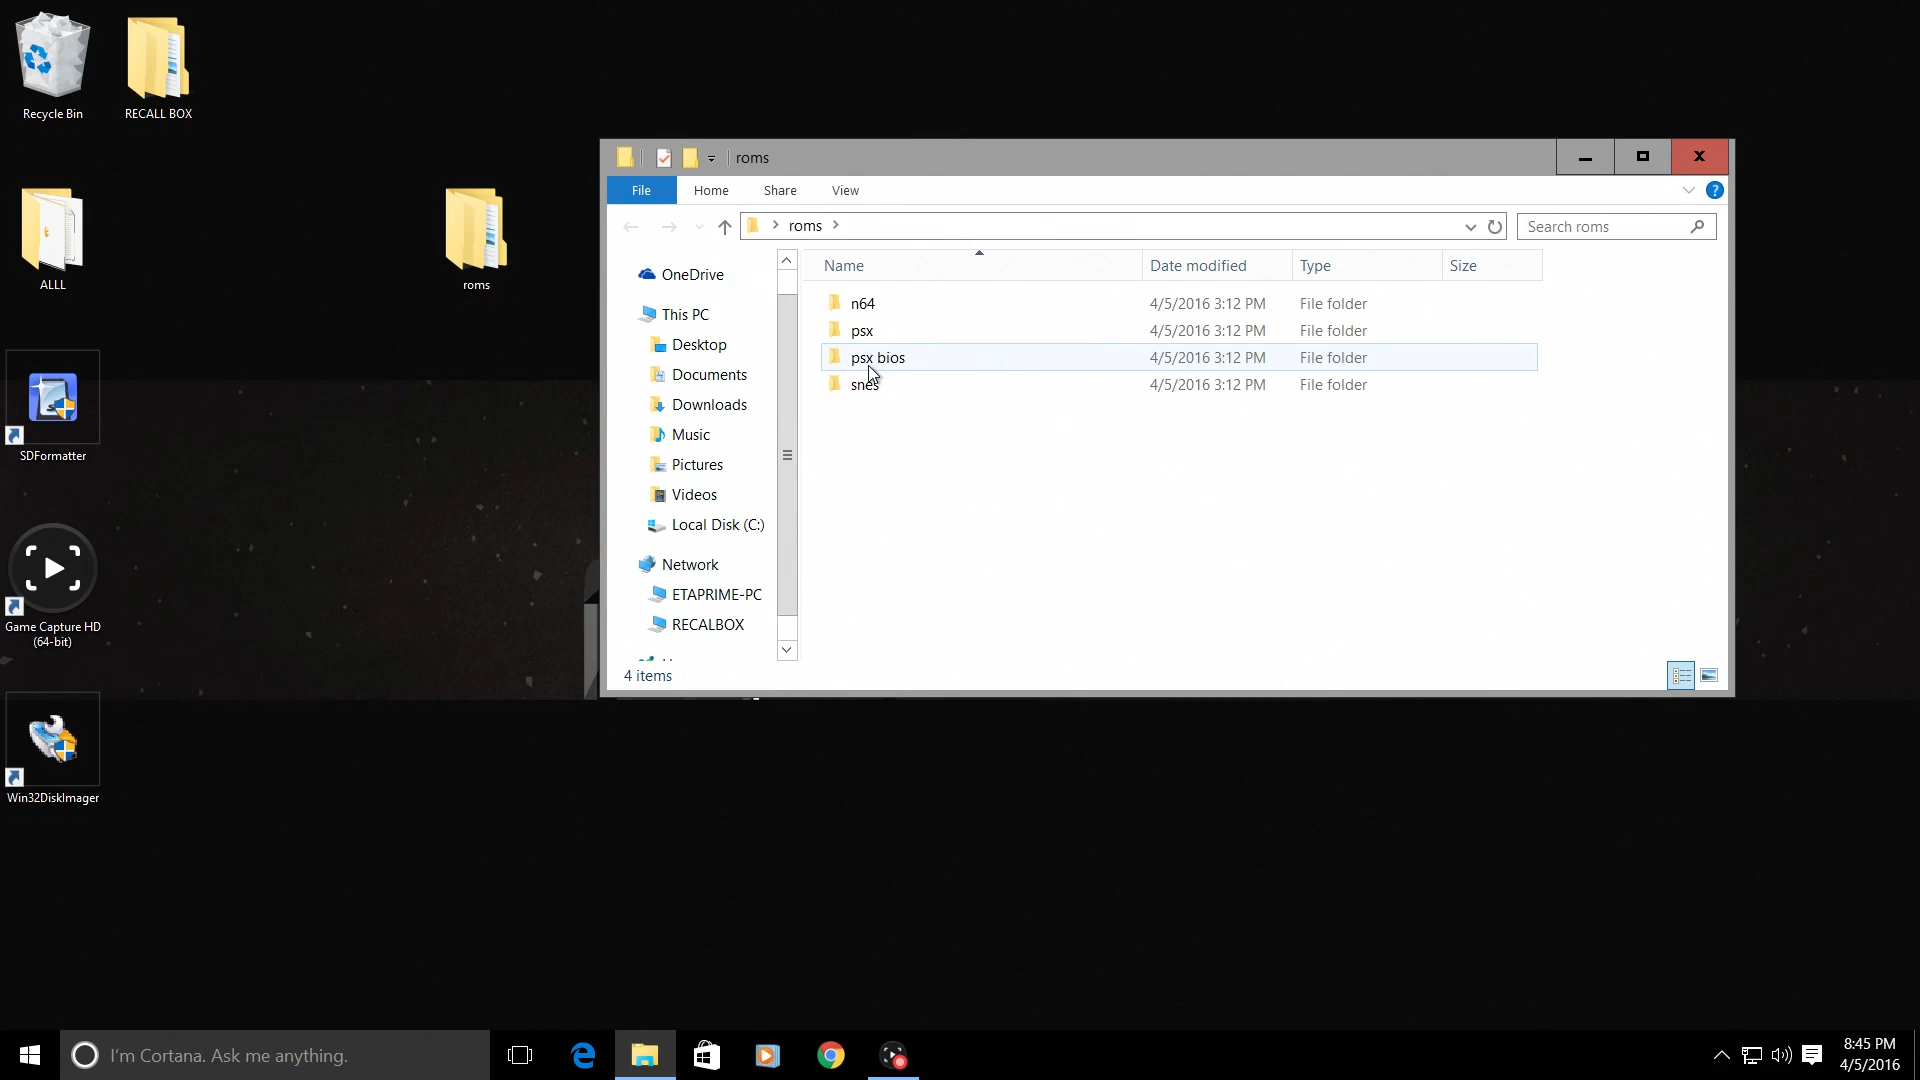 Recycle Bin
RECALL BOX
ALLL
roms
SDFormatter
Game Capture HD
(64-bit)
Win32DiskImager
roms
File
Home
Share
View
roms
Search roms
OneDrive
This PC
Desktop
Documents
Downloads
Music
Pictures
Videos
Local Disk (C:)
Network
ETAPRIME-PC
RECALBOX
Name
Date modified
Type
Size
n64 4/5/2016 3:12 PM File folder
psx 4/5/2016 3:12 PM File folder
psx bios 4/5/2016 3:12 PM File folder
snes 4/5/2016 3:12 PM File folder
4 items
I'm Cortana. Ask me anything.
8:45 PM
4/5/2016